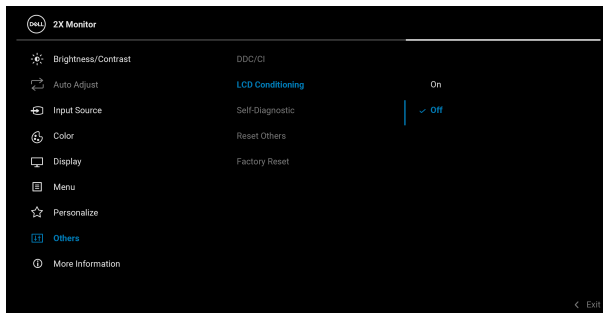 DELL 2X Monitor
Brightness/Contrast DDC/CI
Auto Adjust LCD Conditioning On
Input Source Self-Diagnostic Off
Color Reset Others
Display Factory Reset
Menu
Personalize
Others
More Information
Exit